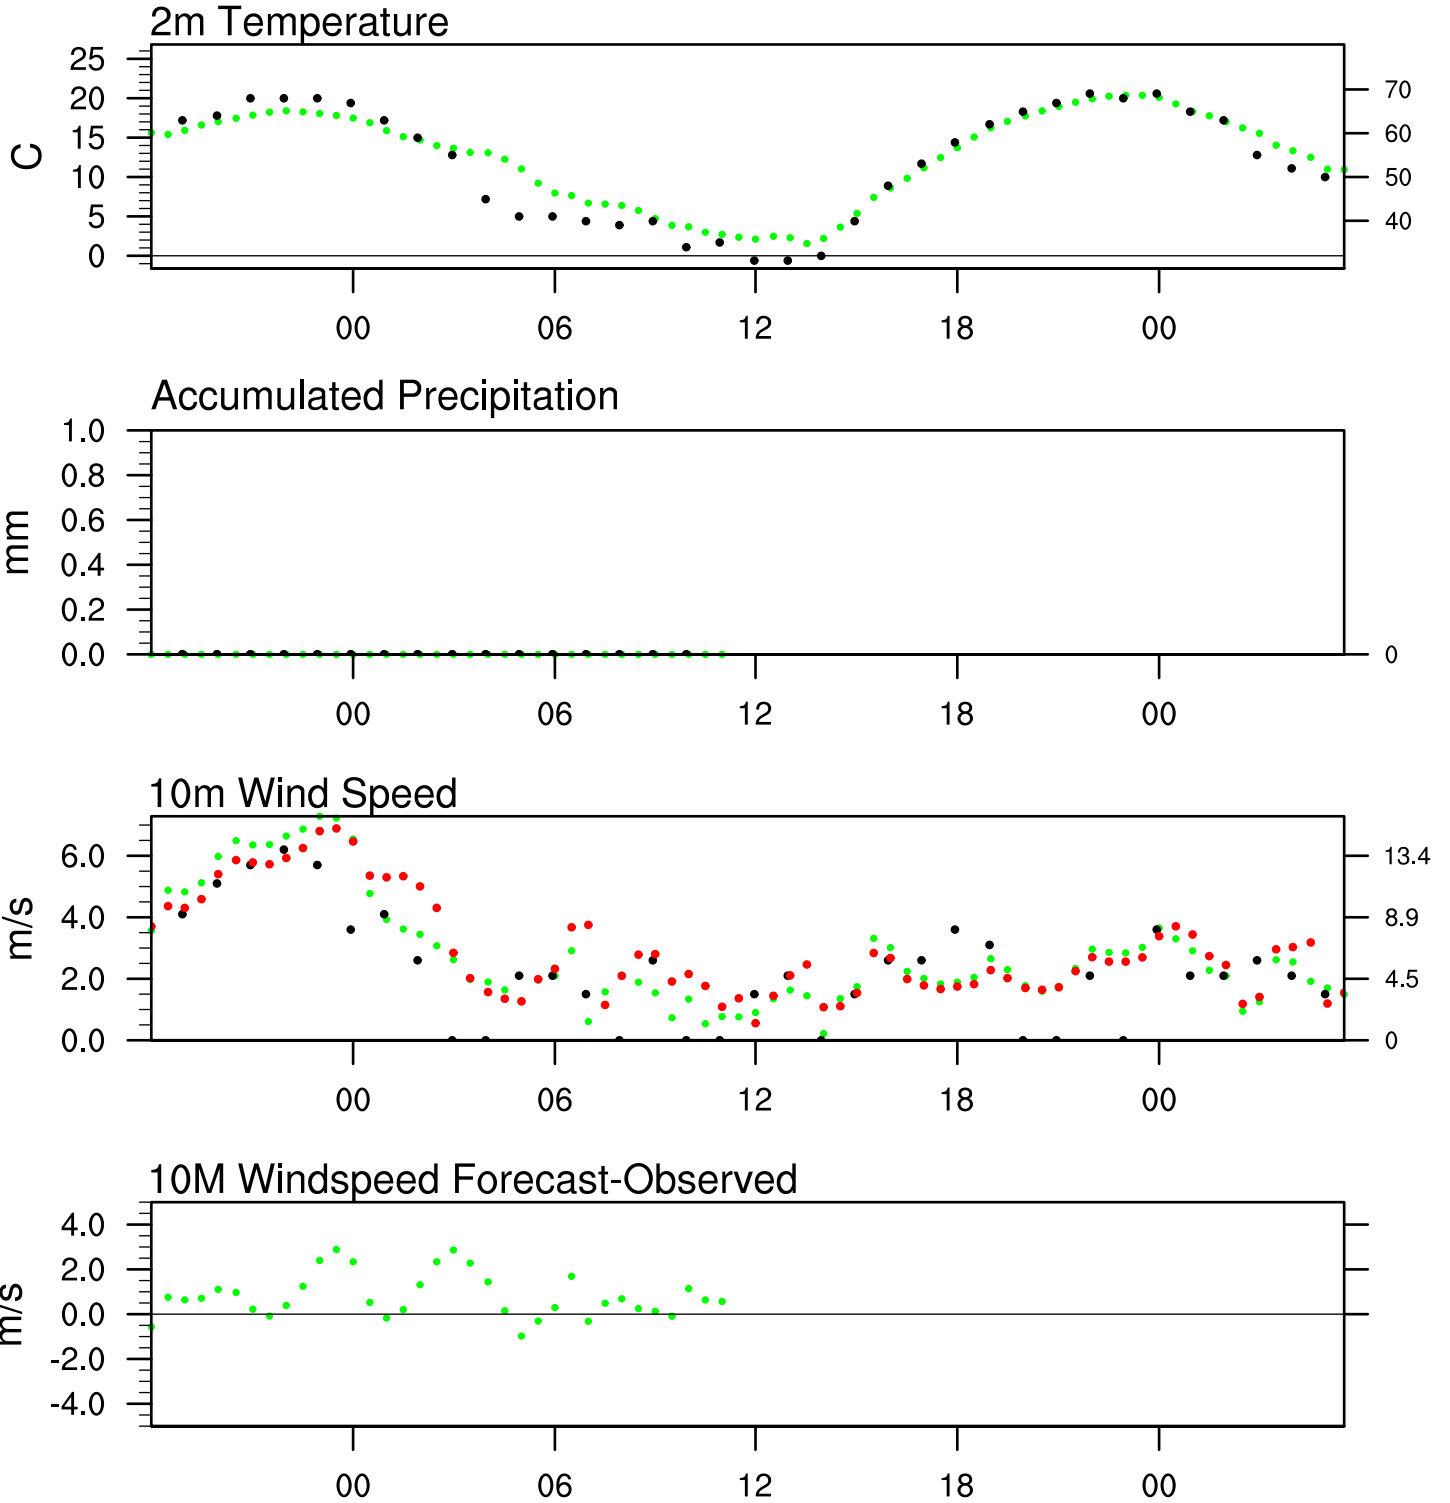 2m Temperature
25
20
15
10
5
0
C
70
60
50
40
00 06 12 18 00
Accumulated Precipitation
1.0
0.8
0.6
0.4
0.2
0.0
mm
0
00 06 12 18 00
10m Wind Speed
6.0
4.0
2.0
0.0
m/s
13.4
8.9
4.5
0
00 06 12 18 00
10M Windspeed Forecast-Observed
4.0
2.0
0.0
-2.0
-4.0
m/s
00 06 12 18 00